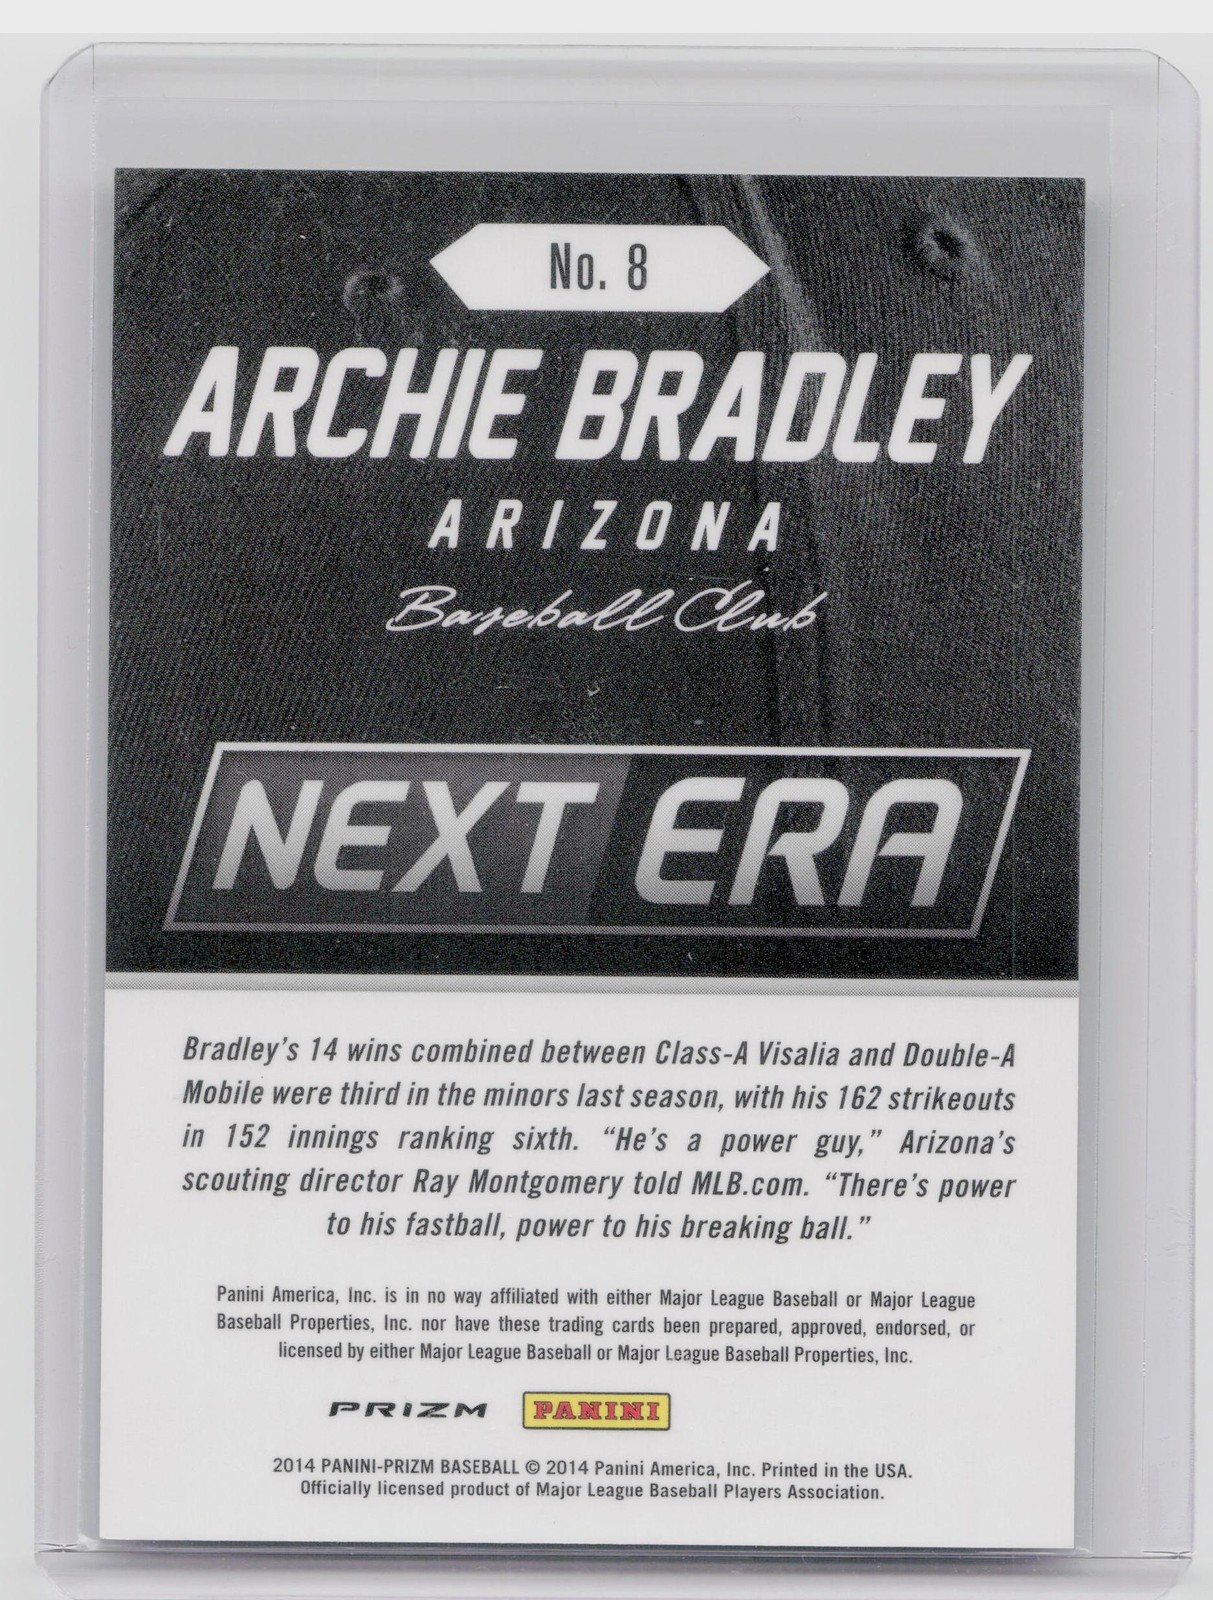 No. 8
ARCHIE BRADLEY
ARIZONA
Baseball Club
NEXT ERA
Bradley's 14 wins combined between Class-A Visalia and Double-A
Mobile were third in the minors last season, with his 162 strikeouts
in 152 innings ranking sixth. “He's a power guy,” Arizona's
scouting director Ray Montgomery told MLB.com. “There's power
to his fastball, power to his breaking ball.”
Panini America, Inc. is in no way affiliated with either Major League Baseball or Major League
Baseball Properties, Inc. nor have these trading cards been prepared, approved, endorsed, or
licensed by either Major League Baseball or Major League Baseball Properties, Inc.
PRIZM PANINI
2014 PANINI-PRIZM BASEBALL © 2014 Panini America, Inc. Printed in the USA.
Officially licensed product of Major League Baseball Players Association.